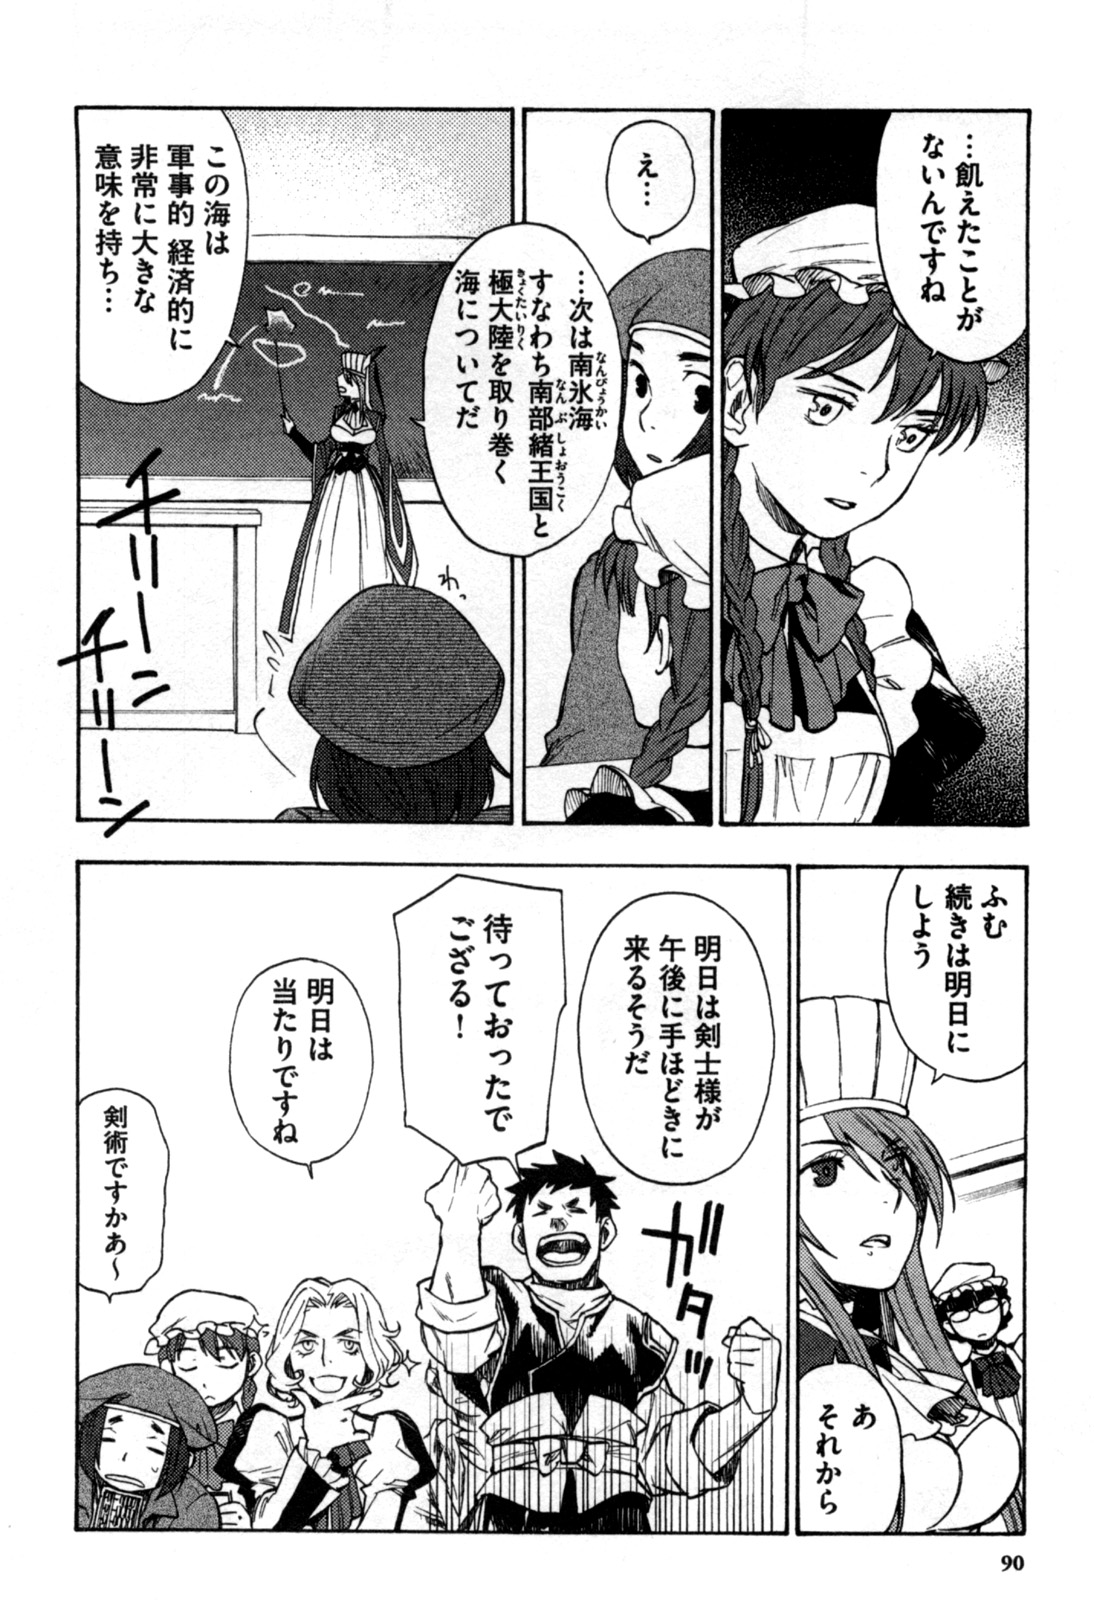 …飢えたことが
ないんですね
え…
…次は南氷海
すなわち南部緒王国と
極大陸を取り巻く
海についてだ
なんぴょうかい
なんぶしょおうこく
きょくたいりく
この海は
軍事的 経済的に
非常に大きな
意味を持ち…
わっ
チリーン
チリーン
ふむ
続きは明日に
しよう
あ
それから
明日は剣士様が
午後に手ほどきに
来るそうだ
待っておったで
ござる！
ガタッ
明日は
当たりですね
剣術ですかあ〜
90